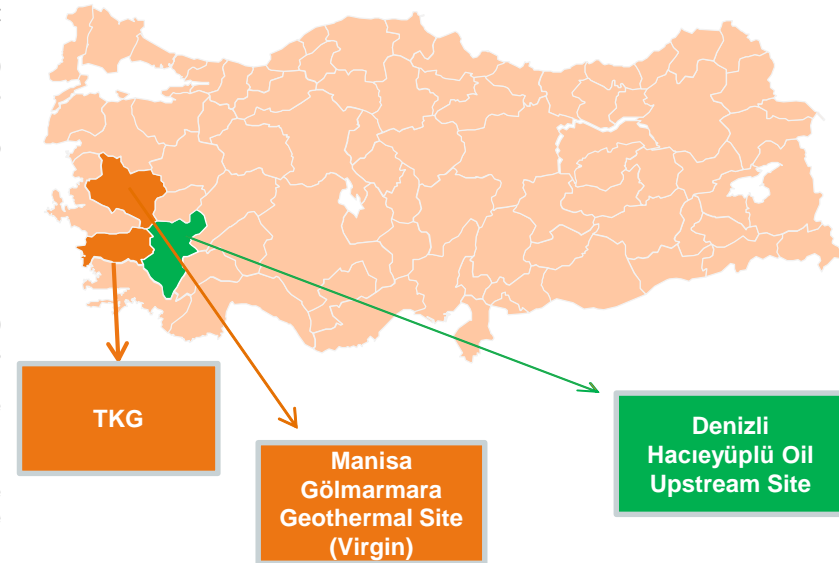 TKG
Manisa
Gölmarmara
Geothermal Site
(Virgin)
Denizli
Hacıeyüplü Oil
Upstream Site